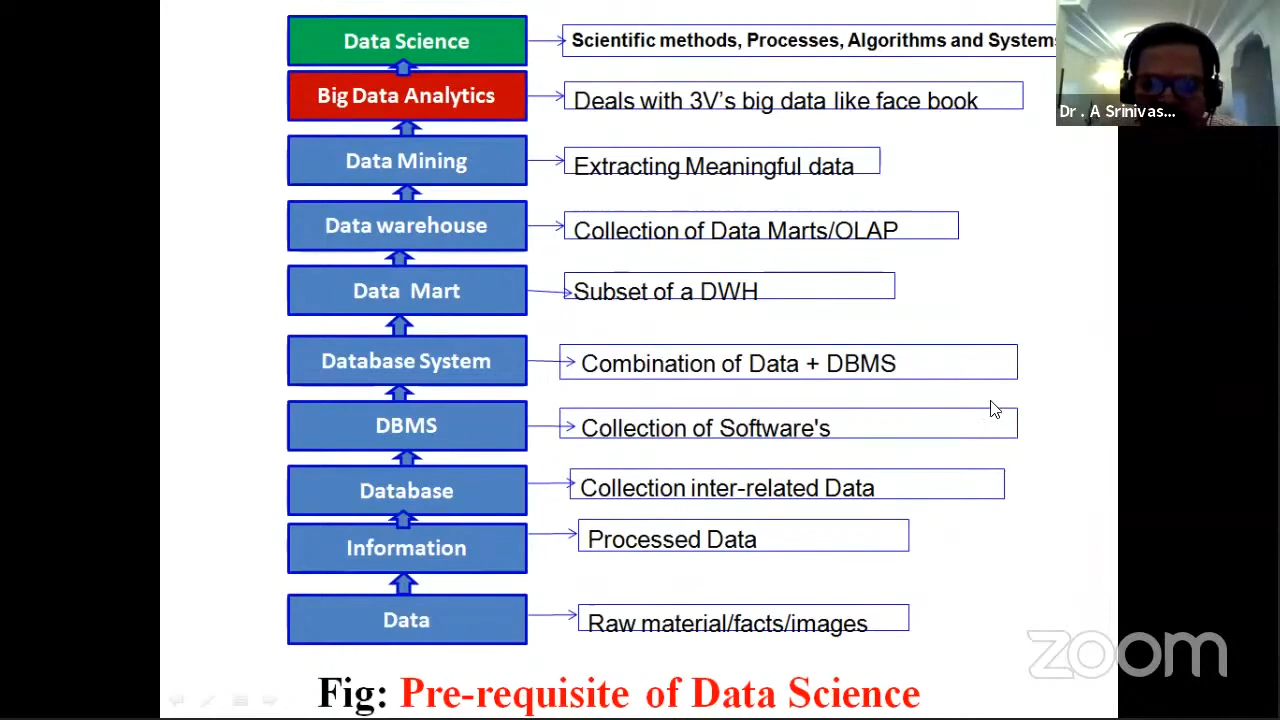 Data Science
Scientific methods, Processes, Algorithms and Systems
Big Data Analytics
Deals with 3V's big data like face book
Dr . A Srinivas...
Data Mining
Extracting Meaningful data
Data warehouse
Collection of Data Marts/OLAP
Data Mart
Subset of a DWH
Database System
Combination of Data + DBMS
DBMS
Collection of Software's
Database
Collection inter-related Data
Information
Processed Data
Data
Raw material/facts/images
zoom
Fig: Pre-requisite of Data Science